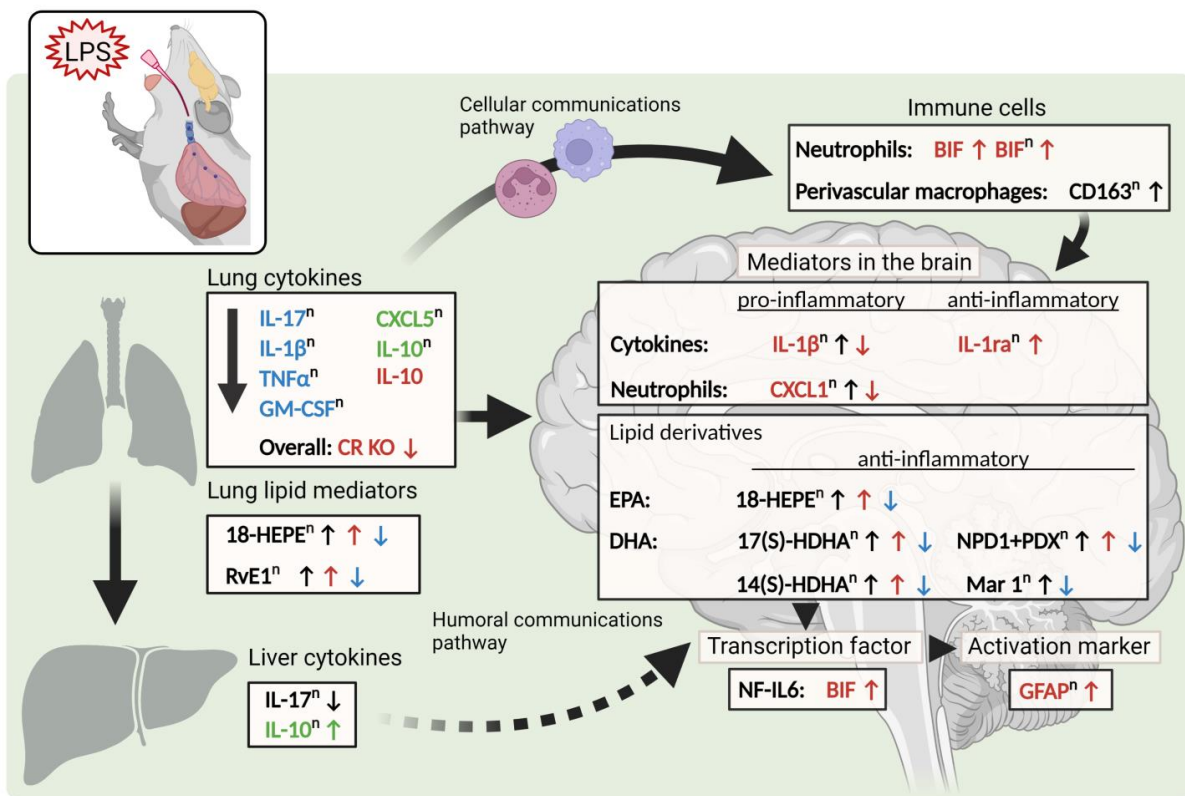 LPS
Cellular communications
pathway
Immune cells
Neutrophils: BIF ↑ BIFⁿ ↑
Perivascular macrophages: CD163ⁿ ↑
Lung cytokines
IL-17ⁿ CXCL5ⁿ
IL-1βⁿ IL-10ⁿ
TNFαⁿ IL-10
GM-CSFⁿ
Overall: CR KO ↓
Mediators in the brain
pro-inflammatory anti-inflammatory
Cytokines: IL-1βⁿ ↑ ↓ IL-1raⁿ ↑
Neutrophils: CXCL1ⁿ ↑ ↓
Lipid derivatives
anti-inflammatory
EPA: 18-HEPEⁿ ↑ ↑ ↓
DHA: 17(S)-HDHAⁿ ↑ ↑ ↓ NPD1+PDXⁿ ↑ ↑ ↓
14(S)-HDHAⁿ ↑ ↑ ↓ Mar 1ⁿ ↑ ↓
Lung lipid mediators
18-HEPEⁿ ↑ ↑ ↓
RvE1ⁿ ↑ ↑ ↓
Humoral communications
pathway
Liver cytokines
IL-17ⁿ ↓
IL-10ⁿ ↑
Transcription factor
NF-IL6: BIF ↑
Activation marker
GFAPⁿ ↑